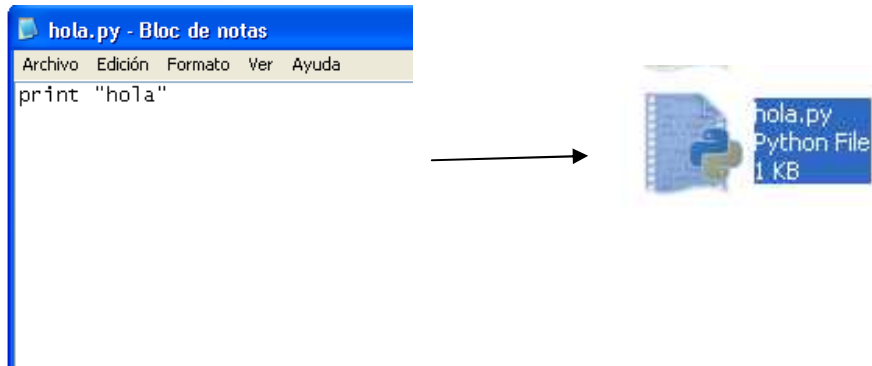 hola.py - Bloc de notas
Archivo Edición Formato Ver Ayuda
print "hola"
hola.py
Python File
1 KB